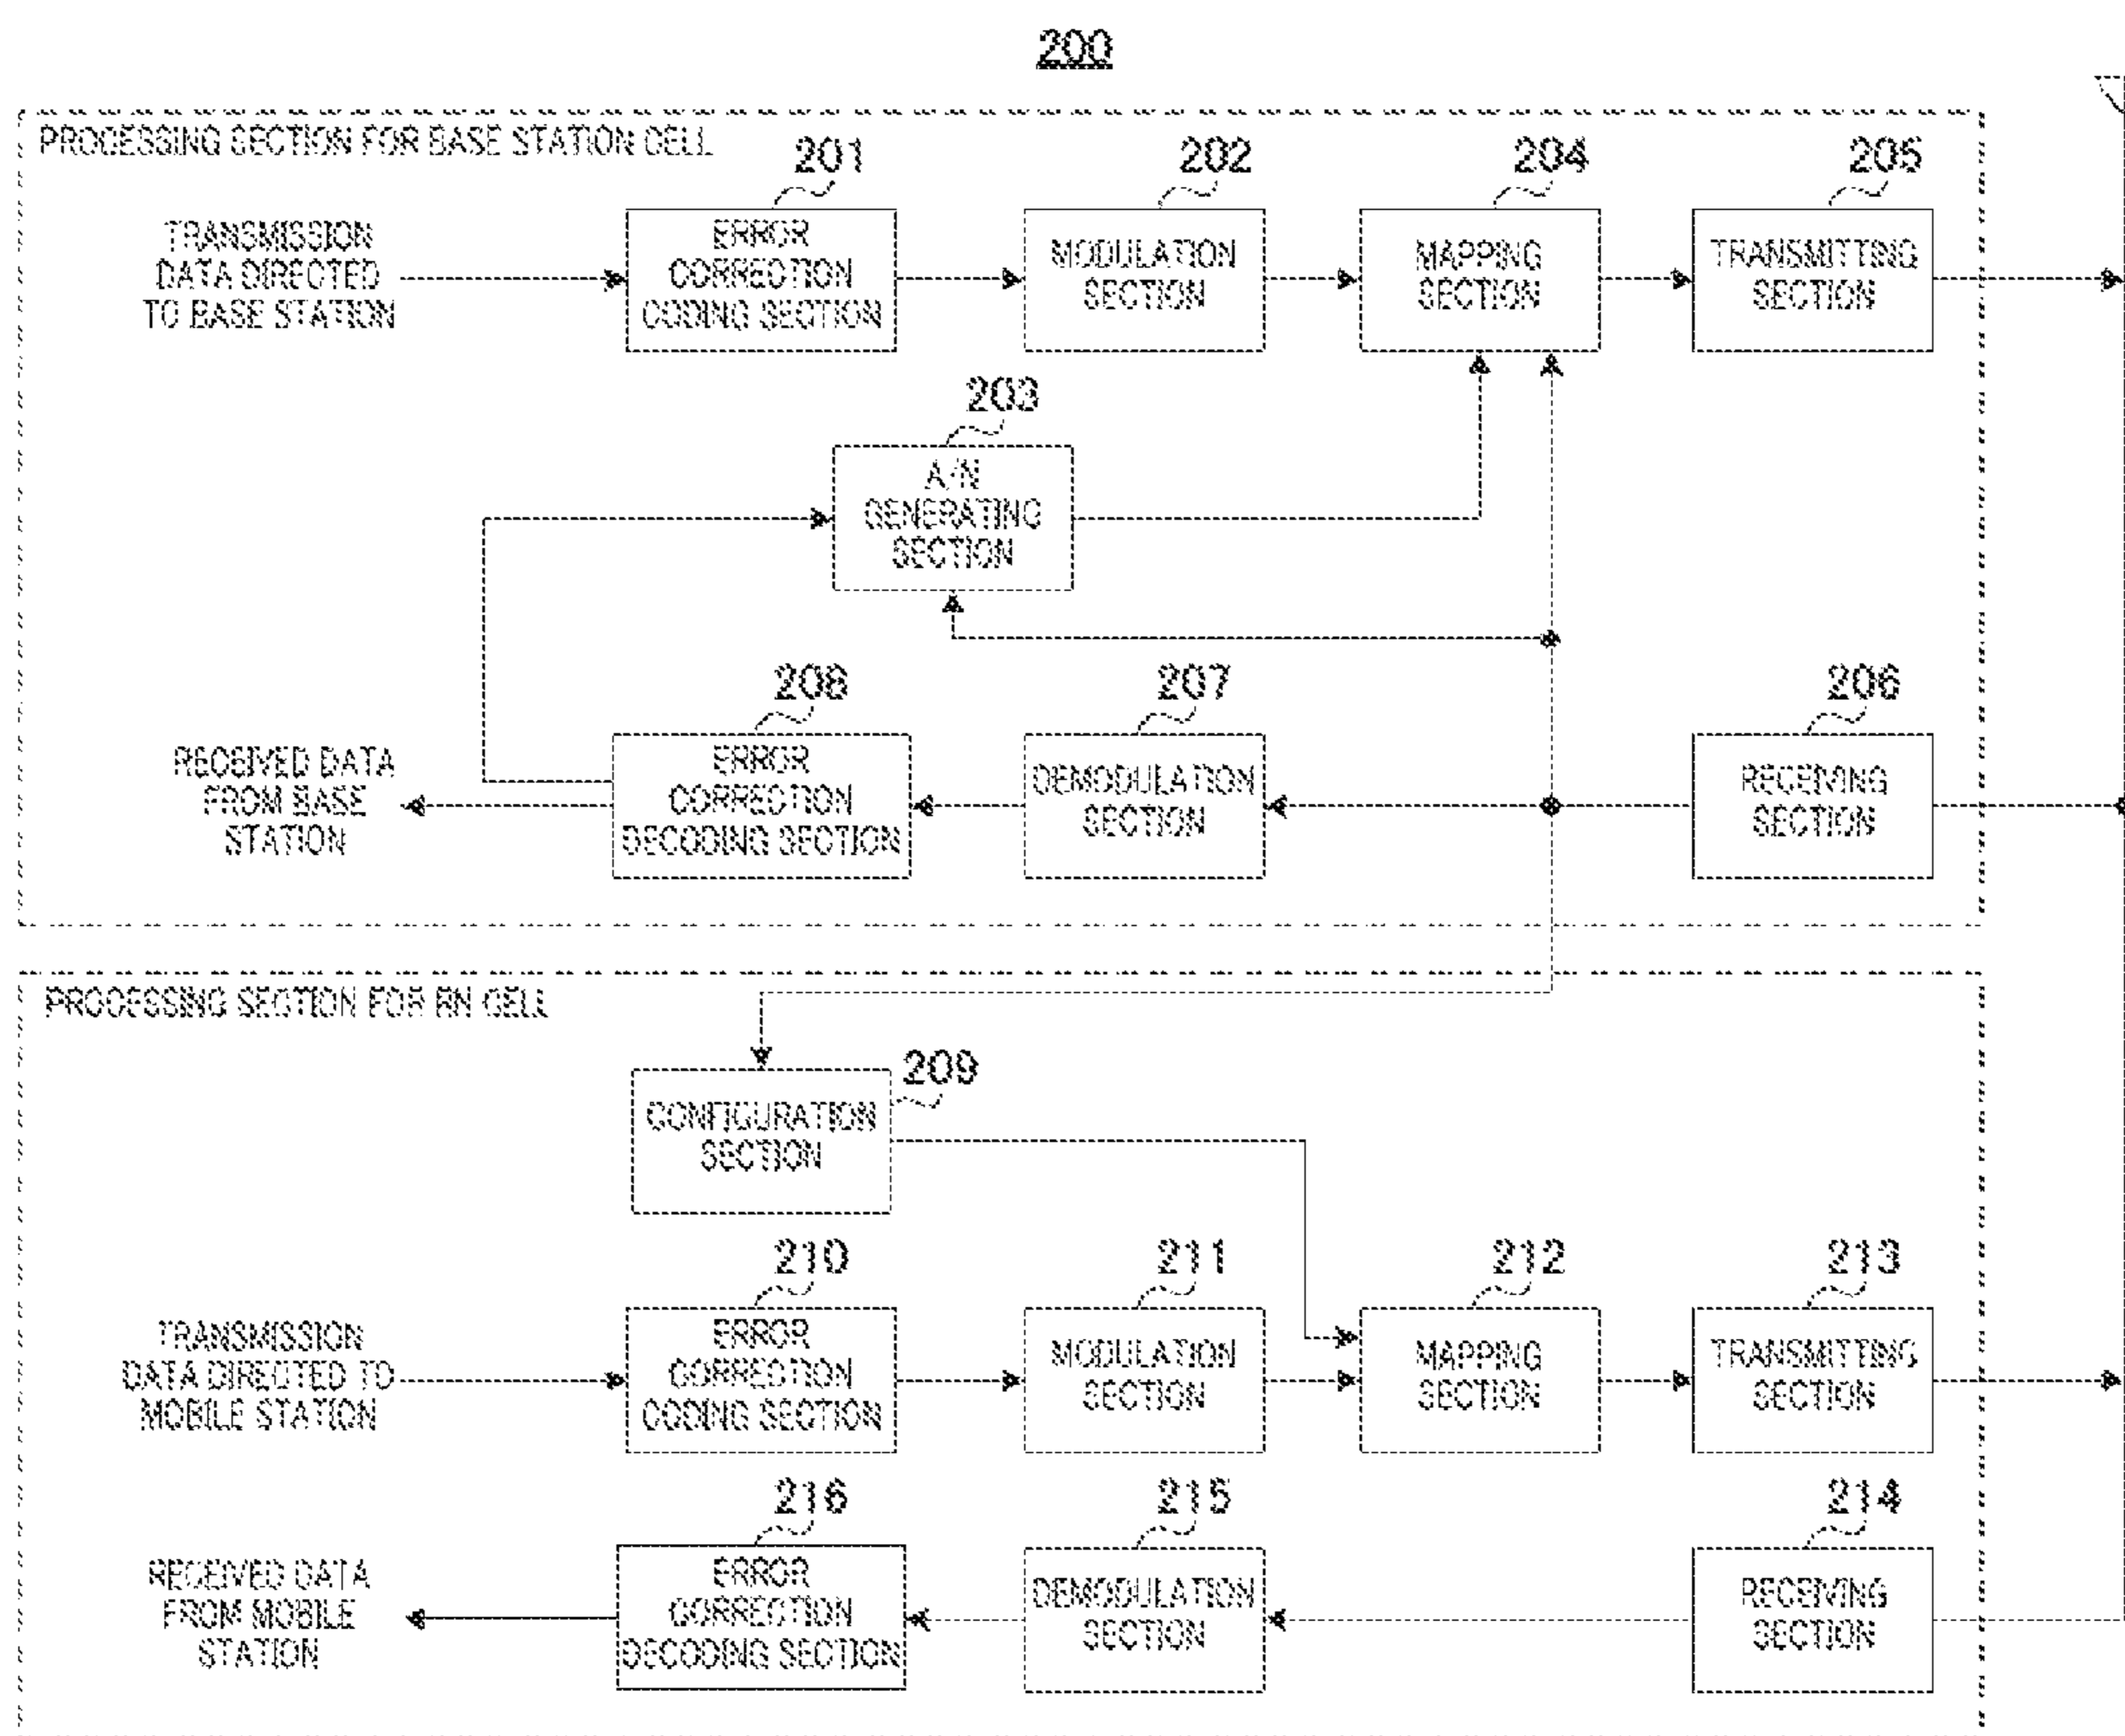 200
PROCESSING SECTION FOR BASE STATION CELL
201
202
204
205
TRANSMISSION
DATA DIRECTED
TO BASE STATION
ERROR
CORRECTION
CODING SECTION
MODULATION
SECTION
MAPPING
SECTION
TRANSMITTING
SECTION
203
A/N
GENERATING
SECTION
208
207
206
RECEIVED DATA
FROM BASE
STATION
ERROR
CORRECTION
DECODING SECTION
DEMODULATION
SECTION
RECEIVING
SECTION
PROCESSING SECTION FOR RN CELL
209
CONFIGURATION
SECTION
210
211
212
213
TRANSMISSION
DATA DIRECTED TO
MOBILE STATION
ERROR
CORRECTION
CODING SECTION
MODULATION
SECTION
MAPPING
SECTION
TRANSMITTING
SECTION
216
215
214
RECEIVED DATA
FROM MOBILE
STATION
ERROR
CORRECTION
DECODING SECTION
DEMODULATION
SECTION
RECEIVING
SECTION